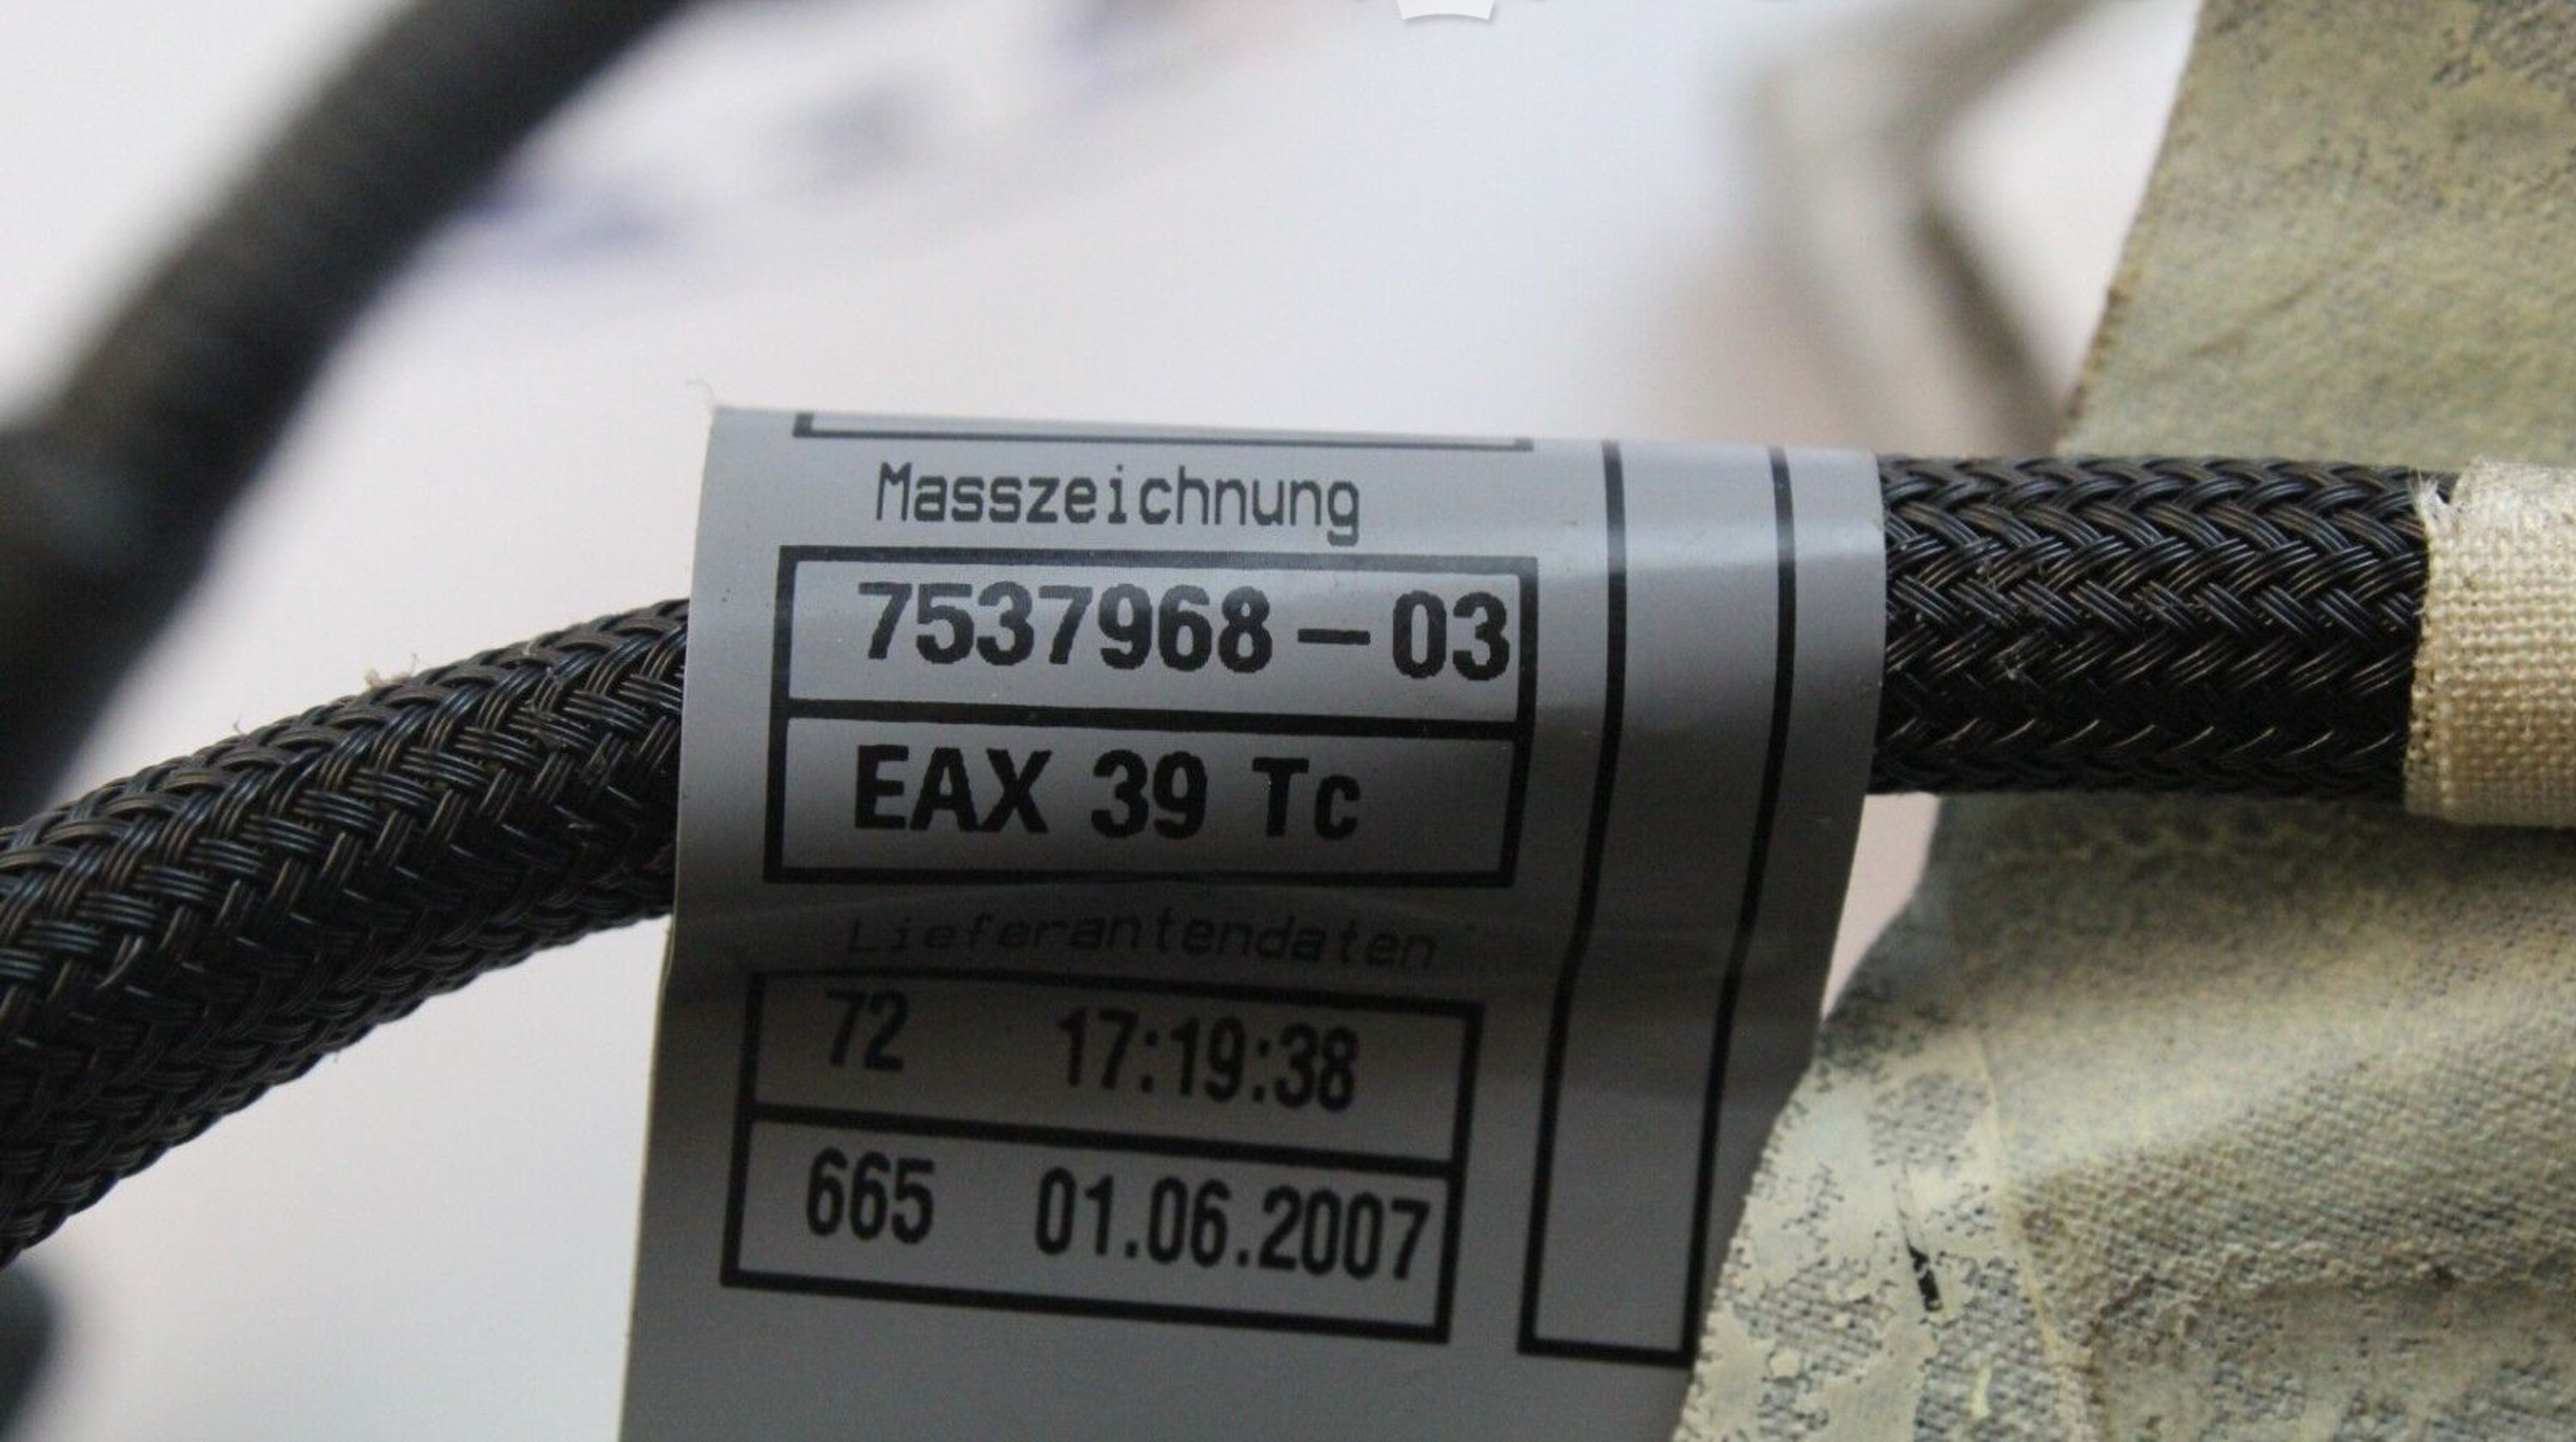 Masszeichnung
7537968-03
EAX 39 Tc
Lieferantendaten
72 17:19:38
665 01.06.2007